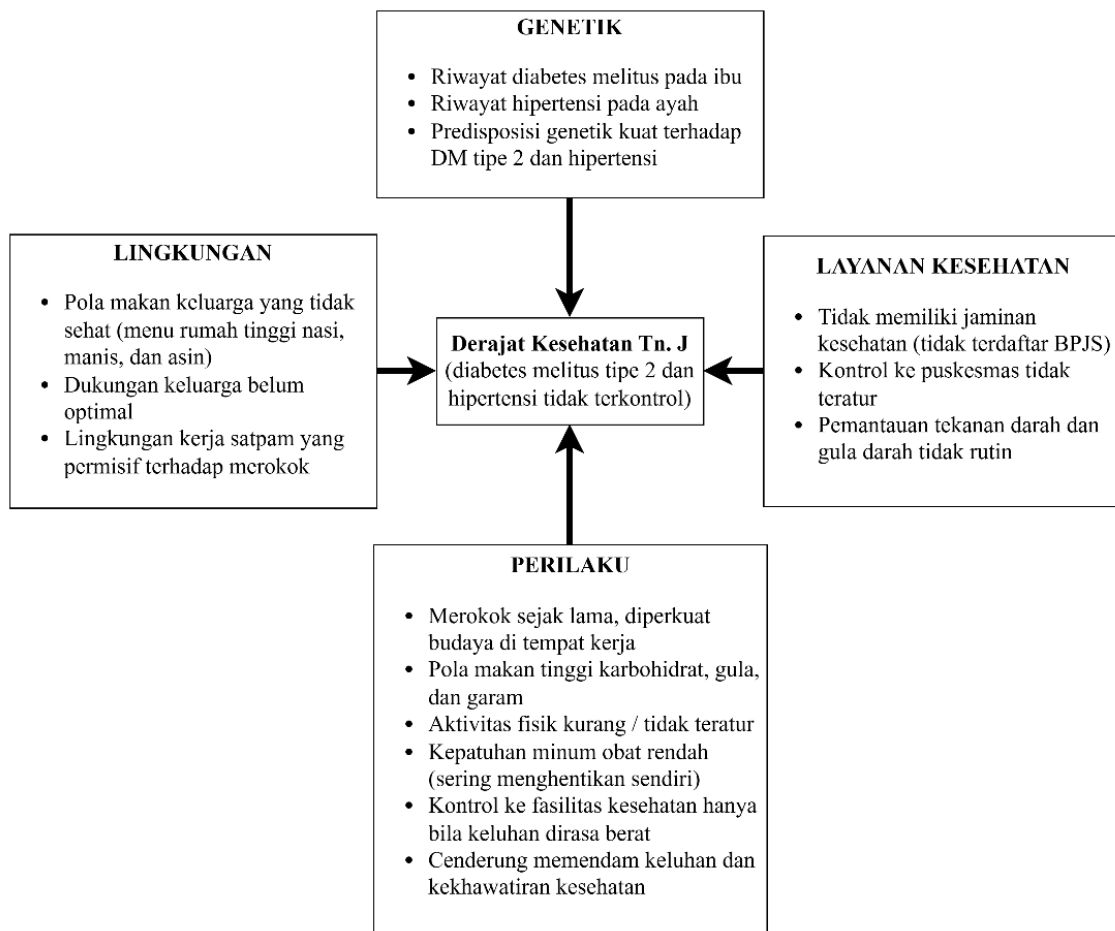 GENETIK
• Riwayat diabetes melitus pada ibu
• Riwayat hipertensi pada ayah
• Predisposisi genetik kuat terhadap
DM tipe 2 dan hipertensi
LINGKUNGAN
• Pola makan keluarga yang tidak
sehat (menu rumah tinggi nasi,
manis, dan asin)
• Dukungan keluarga belum
optimal
• Lingkungan kerja satpam yang
permisif terhadap merokok
Derajat Kesehatan Tn. J
(diabetes melitus tipe 2 dan
hipertensi tidak terkontrol)
LAYANAN KESEHATAN
• Tidak memiliki jaminan
kesehatan (tidak terdaftar BPJS)
• Kontrol ke puskesmas tidak
teratur
• Pemantauan tekanan darah dan
gula darah tidak rutin
PERILAKU
• Merokok sejak lama, diperkuat
budaya di tempat kerja
• Pola makan tinggi karbohidrat, gula,
dan garam
• Aktivitas fisik kurang / tidak teratur
• Kepatuhan minum obat rendah
(sering menghentikan sendiri)
• Kontrol ke fasilitas kesehatan hanya
bila keluhan dirasa berat
• Cenderung memendam keluhan dan
kekhawatiran kesehatan